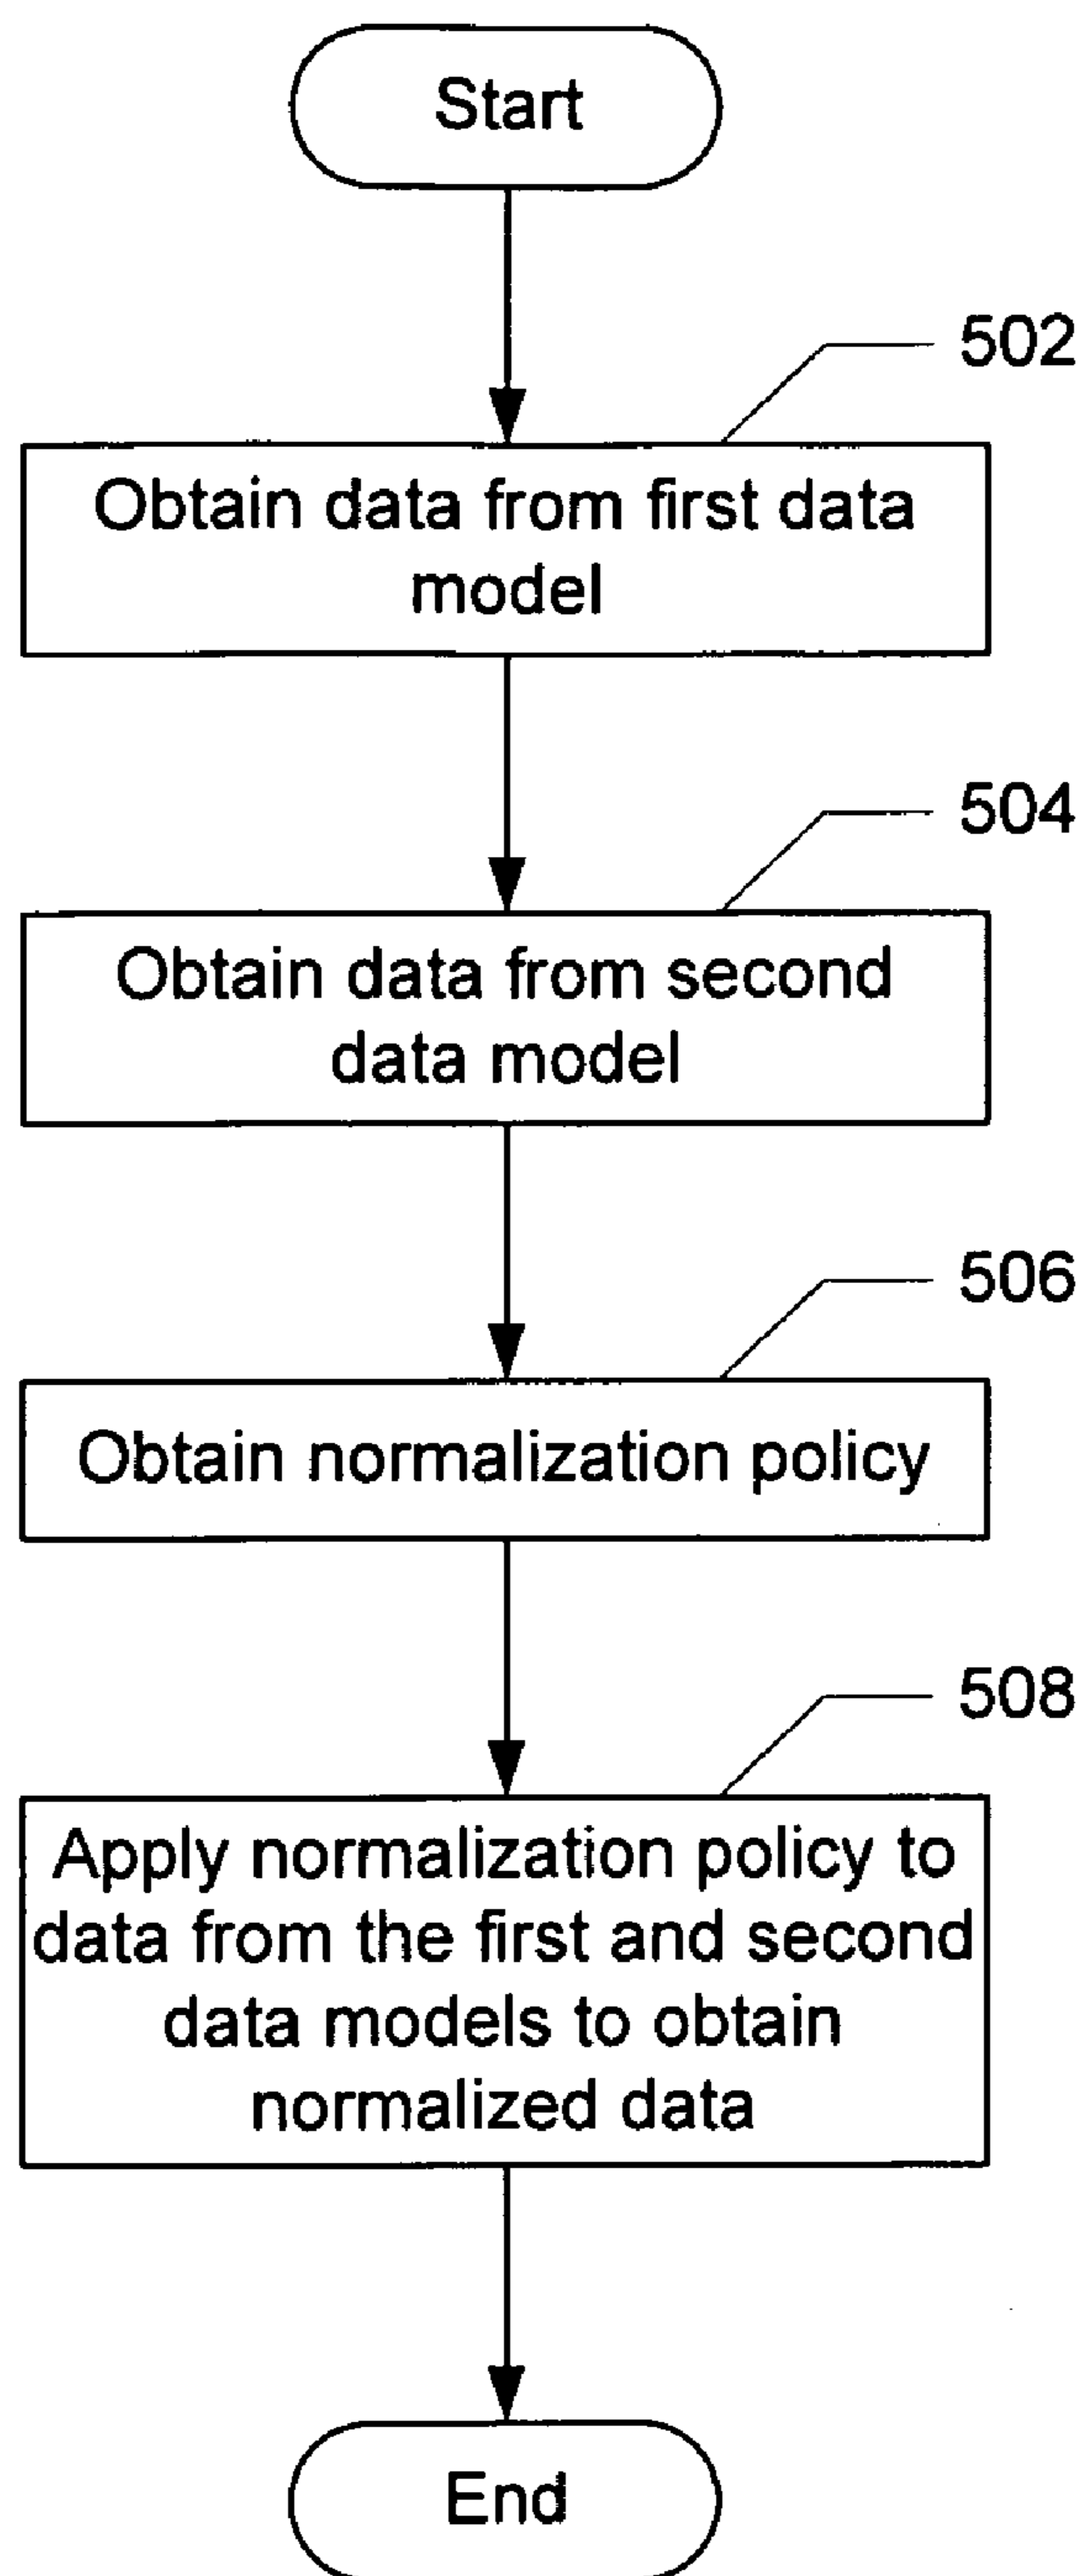 Start
502
Obtain data from first data
model
504
Obtain data from second
data model
506
Obtain normalization policy
508
Apply normalization policy to
data from the first and second
data models to obtain
normalized data
End